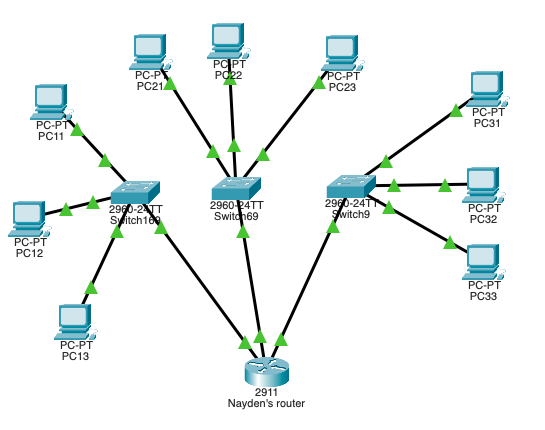 PC-PT
PC21
PC-PT
PC22
PC-PT
PC23
PC-PT
PC11
PC-PT
PC31
2960-24TT
2960-24TT
Switch69
2960-24TT
Switch9
PC-PT
PC32
PC-PT
PC12
PC-PT
PC33
PC-PT
PC13
2911
Nayden's router